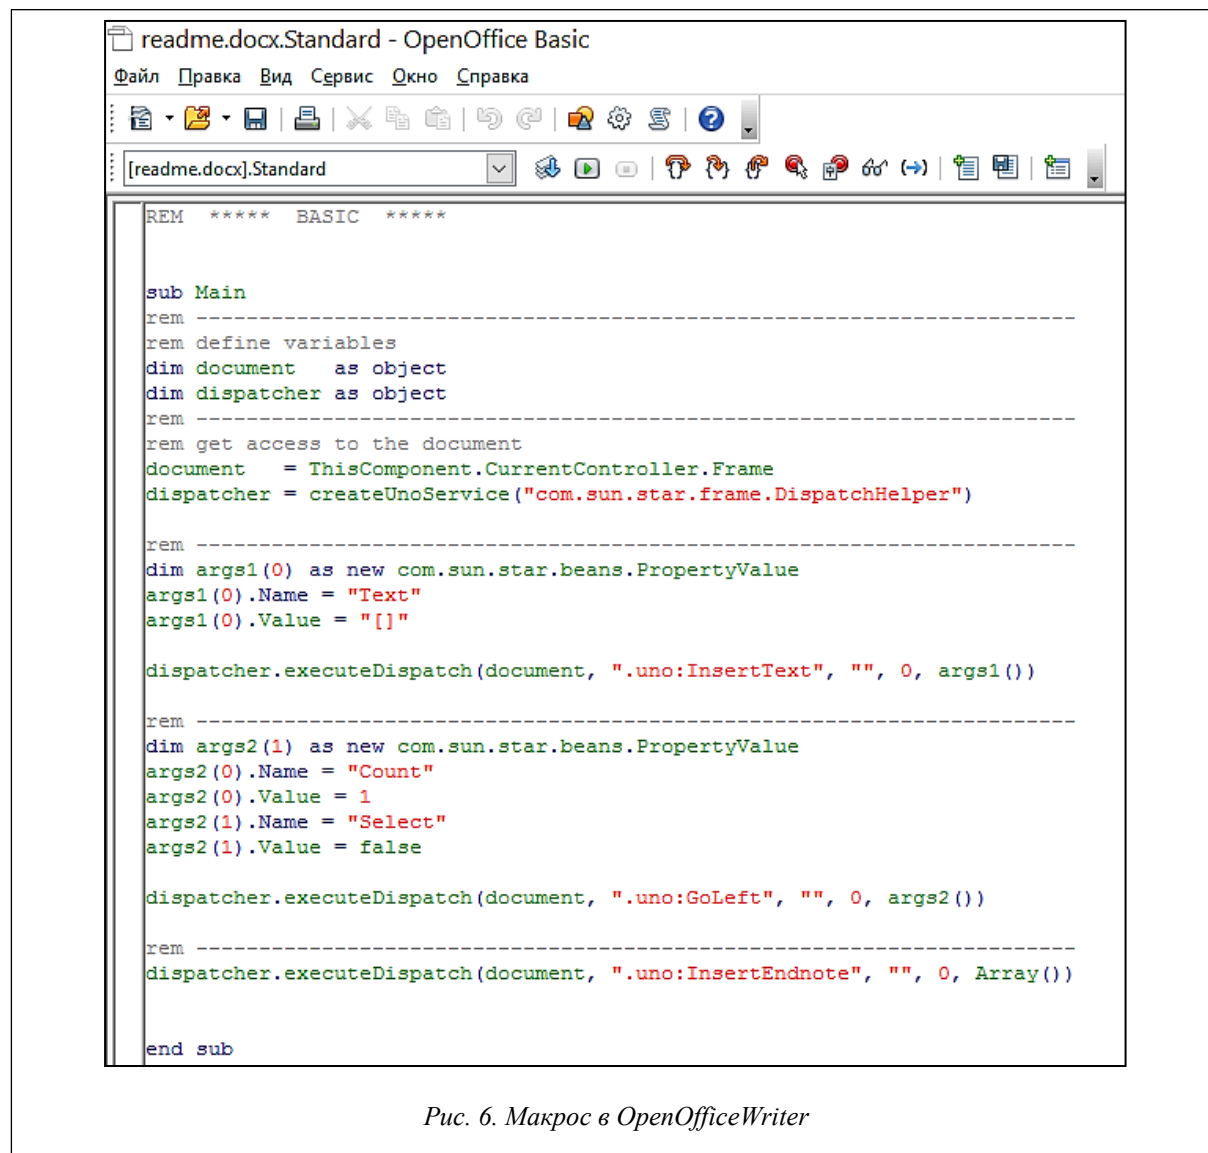 readme.docx.Standard - OpenOffice Basic
Файл Правка Вид Сервис Окно Справка
[readme.docx].Standard
REM ***** BASIC *****
sub Main
rem ----------------------------------------------------------------------
rem define variables
dim document   as object
dim dispatcher as object
rem ----------------------------------------------------------------------
rem get access to the document
document   = ThisComponent.CurrentController.Frame
dispatcher = createUnoService("com.sun.star.frame.DispatchHelper")
rem ----------------------------------------------------------------------
dim args1(0) as new com.sun.star.beans.PropertyValue
args1(0).Name = "Text"
args1(0).Value = "[]"
dispatcher.executeDispatch(document, ".uno:InsertText", "", 0, args1())
rem ----------------------------------------------------------------------
dim args2(1) as new com.sun.star.beans.PropertyValue
args2(0).Name = "Count"
args2(0).Value = 1
args2(1).Name = "Select"
args2(1).Value = false
dispatcher.executeDispatch(document, ".uno:GoLeft", "", 0, args2())
rem ----------------------------------------------------------------------
dispatcher.executeDispatch(document, ".uno:InsertEndnote", "", 0, Array())
end sub
Рис. 6. Макрос в OpenOfficeWriter